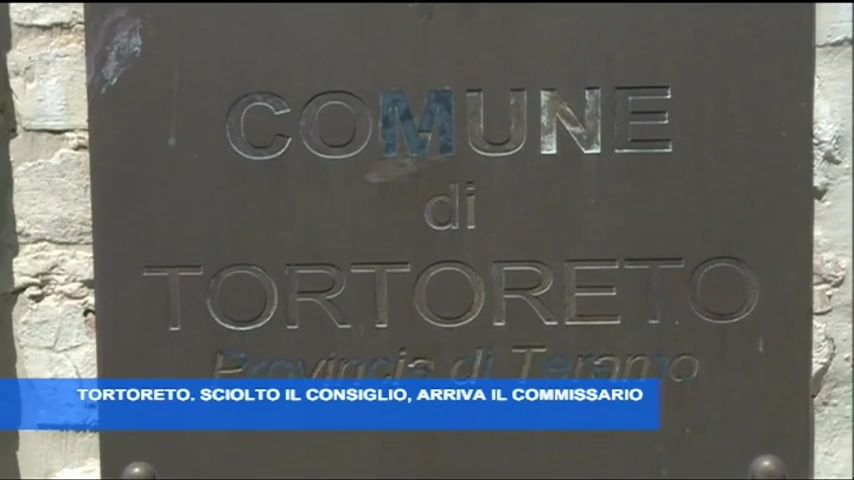 COMUNE
di
TORTORETO
Provincia di Teramo
TORTORETO. SCIOLTO IL CONSIGLIO, ARRIVA IL COMMISSARIO